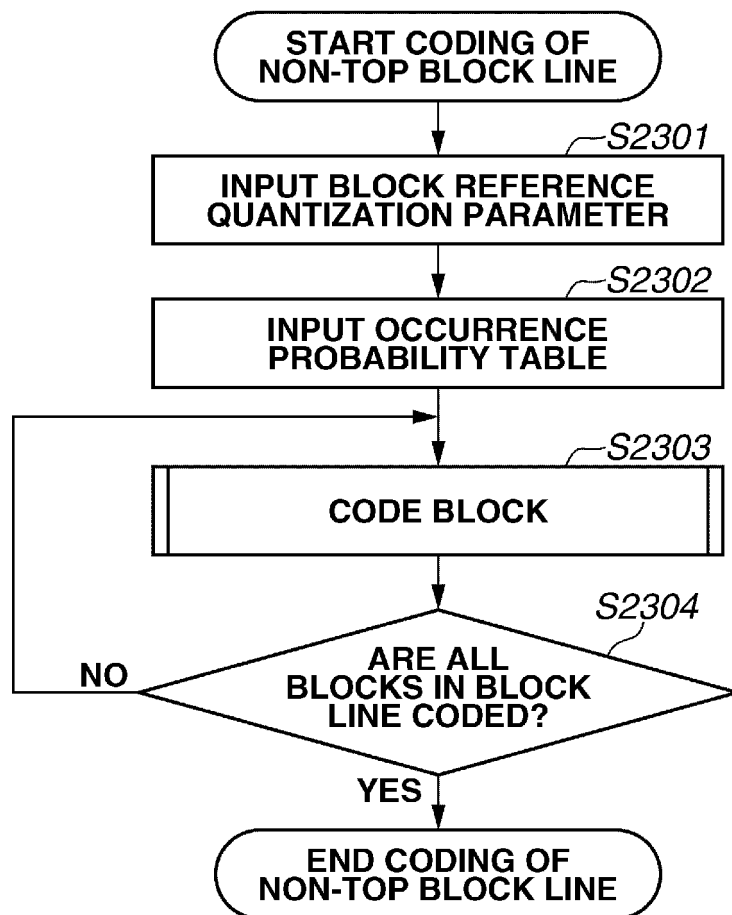 START CODING OF
NON-TOP BLOCK LINE
S2301
INPUT BLOCK REFERENCE
QUANTIZATION PARAMETER
S2302
INPUT OCCURRENCE
PROBABILITY TABLE
S2303
CODE BLOCK
S2304
ARE ALL
BLOCKS IN BLOCK
LINE CODED?
NO
YES
END CODING OF
NON-TOP BLOCK LINE